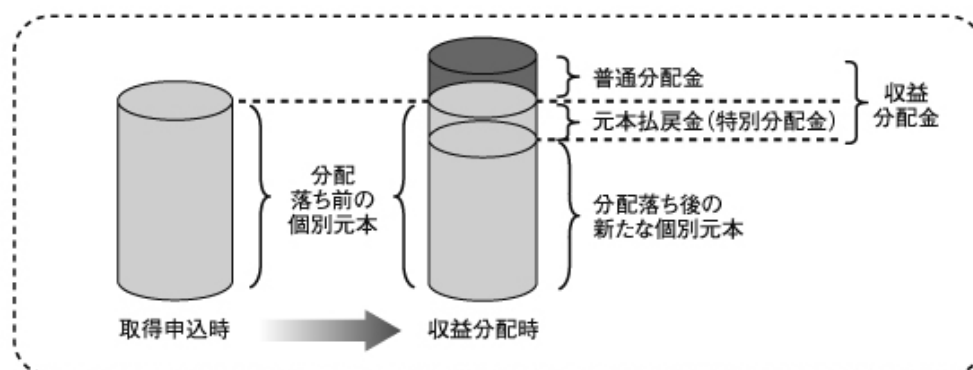 普通分配金
収益
分配金
元本払戻金（特別分配金）
分配
落ち前の
個別元本
分配落ち後の
新たな個別元本
取得申込時
収益分配時